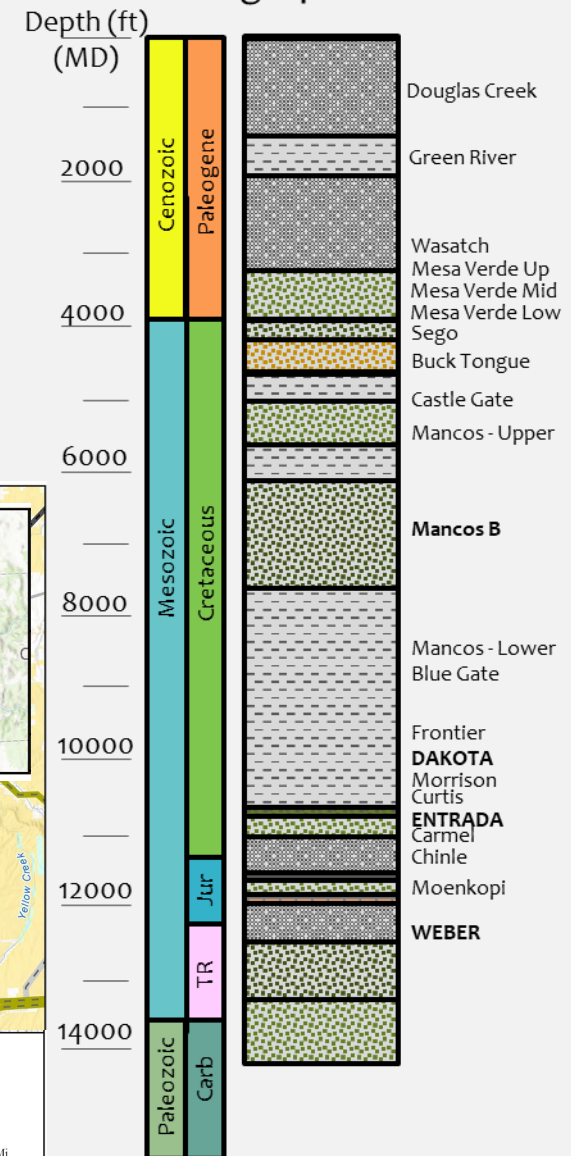 Depth (ft)
(MD)
2000
4000
6000
8000
10000
12000
14000
Cenozoic
Mesozoic
Paleozoic
Paleogene
Cretaceous
Jur
TR
Carb
Douglas Creek
Green River
Wasatch
Mesa Verde Up
Mesa Verde Mid
Mesa Verde Low
Sego
Buck Tongue
Castle Gate
Mancos - Upper
Mancos B
Mancos - Lower
Blue Gate
Frontier
DAKOTA
Morrison
Curtis
ENTRADA
Carmel
Chinle
Moenkopi
WEBER
Yellow Creek